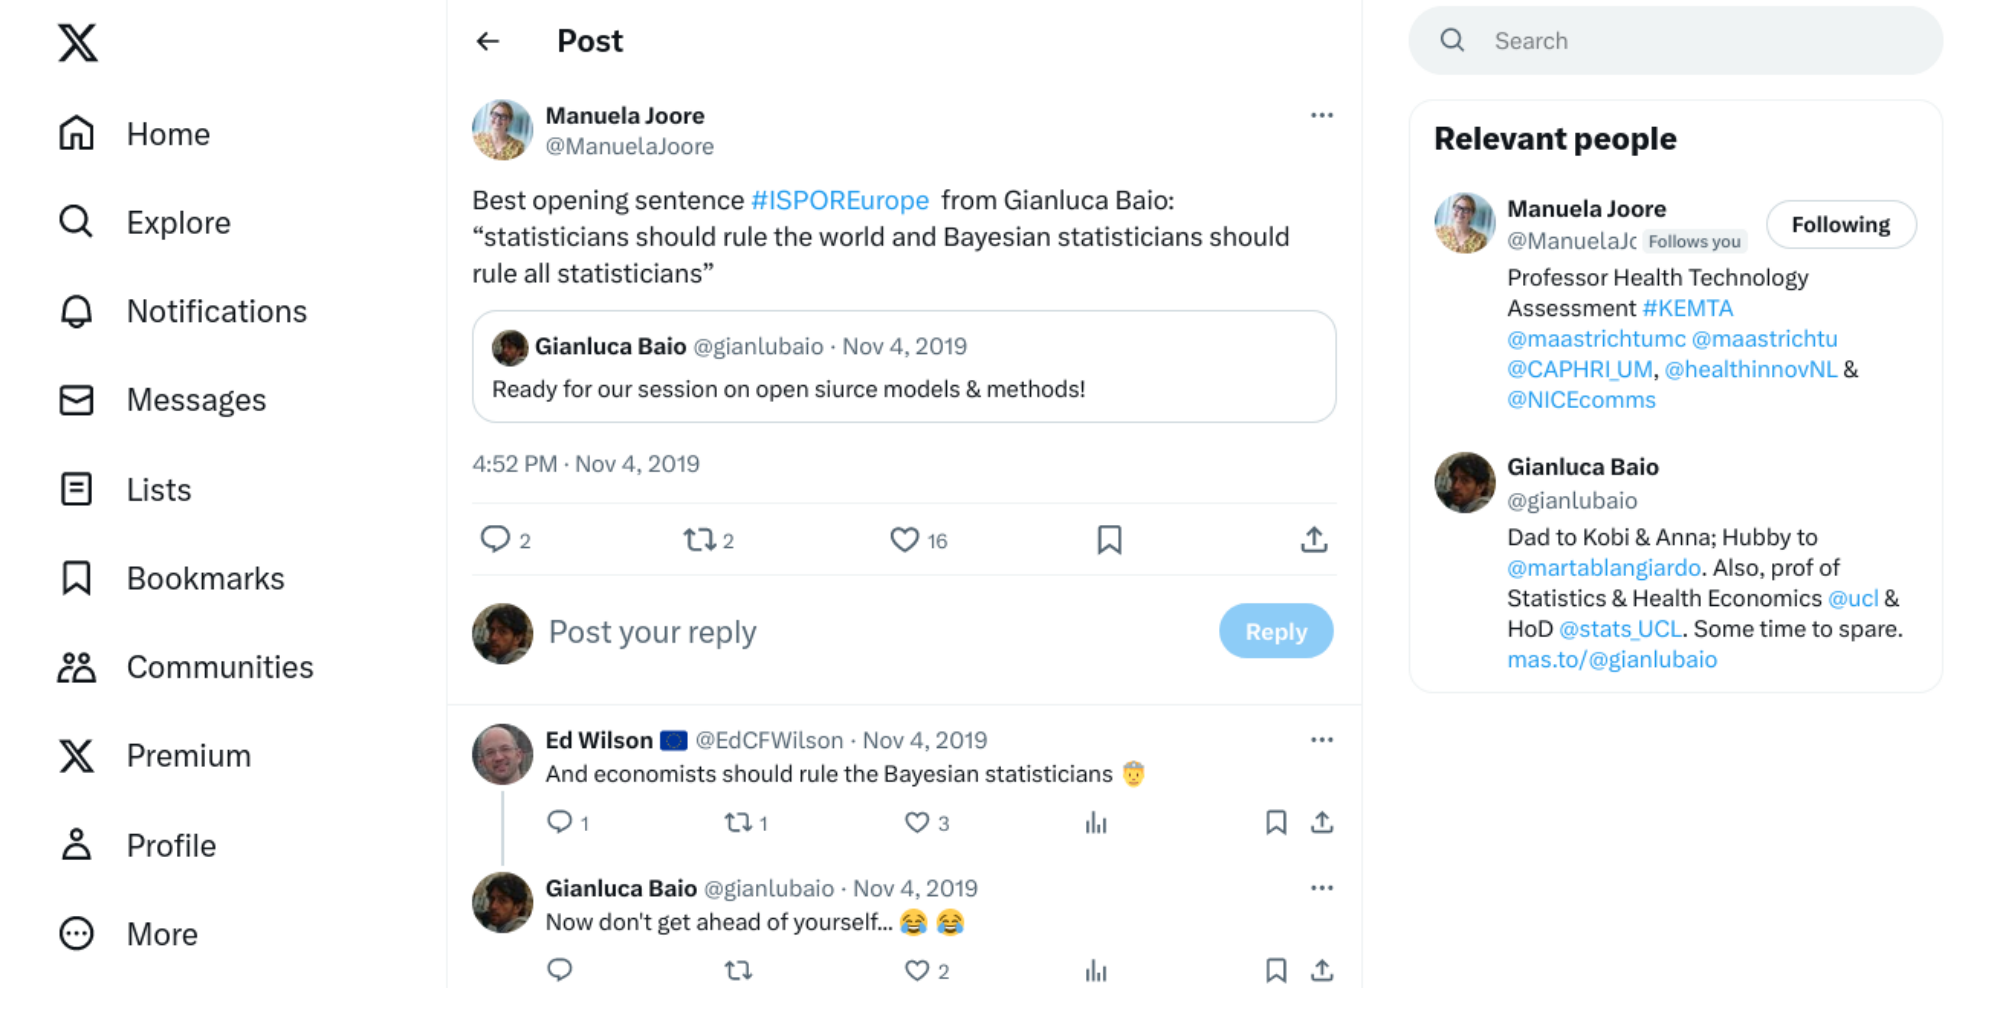 Home
Explore
Notifications
Messages
Lists
Bookmarks
Communities
Premium
Profile
More
Post
Manuela Joore
@ManuelaJoore
Best opening sentence #ISPOREurope from Gianluca Baio:
“statisticians should rule the world and Bayesian statisticians should
rule all statisticians”
Gianluca Baio @gianlubaio · Nov 4, 2019
Ready for our session on open siurce models & methods!
4:52 PM · Nov 4, 2019
2 2 16
Post your reply
Reply
Ed Wilson 🇪🇺 @EdCFWilson · Nov 4, 2019
And economists should rule the Bayesian statisticians 🤴
1 1 3
Gianluca Baio @gianlubaio · Nov 4, 2019
Now don't get ahead of yourself... 😂 😂
2
Search
Relevant people
Manuela Joore
Following
@ManuelaJc Follows you
Professor Health Technology
Assessment #KEMTA
@maastrichtumc @maastrichtu
@CAPHRI_UM, @healthinnovNL &
@NICEcomms
Gianluca Baio
@gianlubaio
Dad to Kobi & Anna; Hubby to
@martablangiardo. Also, prof of
Statistics & Health Economics @ucl &
HoD @stats_UCL. Some time to spare.
mas.to/@gianlubaio